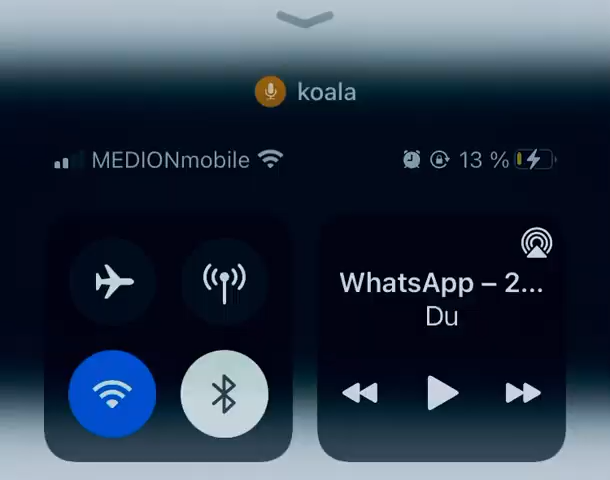 koala
MEDIONmobile 13 %
WhatsApp – 2...
Du